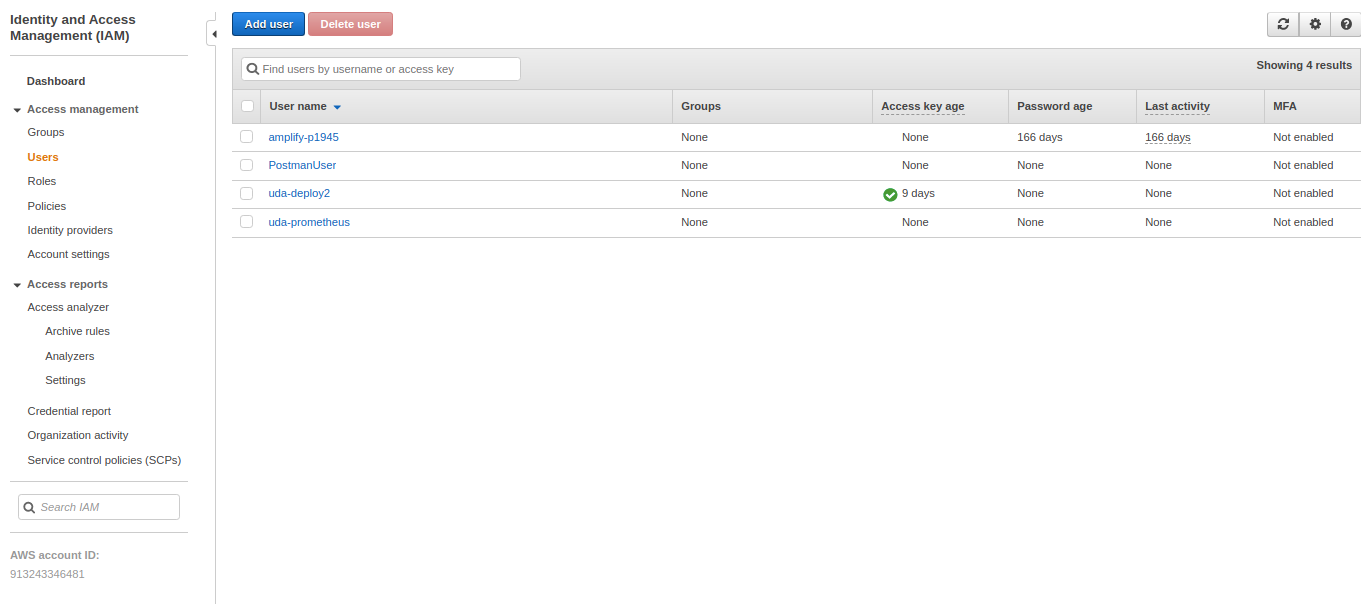 Identity and Access
Management (IAM)
Dashboard
Access management
Groups
Users
Roles
Policies
Identity providers
Account settings
Access reports
Access analyzer
Archive rules
Analyzers
Settings
Credential report
Organization activity
Service control policies (SCPs)
Search IAM
AWS account ID:
913243346481
Add user Delete user
Find users by username or access key Showing 4 results
User name Groups Access key age Password age Last activity MFA
amplify-p1945 None None 166 days 166 days Not enabled
PostmanUser None None None None Not enabled
uda-deploy2 None 9 days None None Not enabled
uda-prometheus None None None None Not enabled